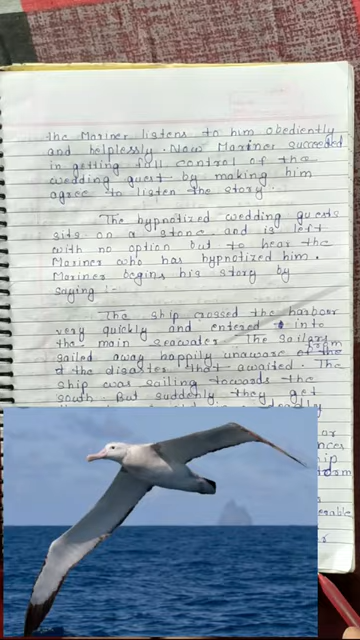 the Mariner listens to him obediently
and helplessly. Now Mariner succeeded
in getting full control of the
wedding guest by making him
agree to listen the story.
The hypnotized wedding guests
sits on a stone and is left
with no option but to hear the
Mariner who has hypnotized him.
Mariner begins his story by
saying :-
The ship crossed the harbour
very quickly and entered into
the main seawater. The sailors
sailed away happily unaware of the
the disaster that awaited. The
ship was sailing towards the
south. But suddenly they get
or
nces
ip